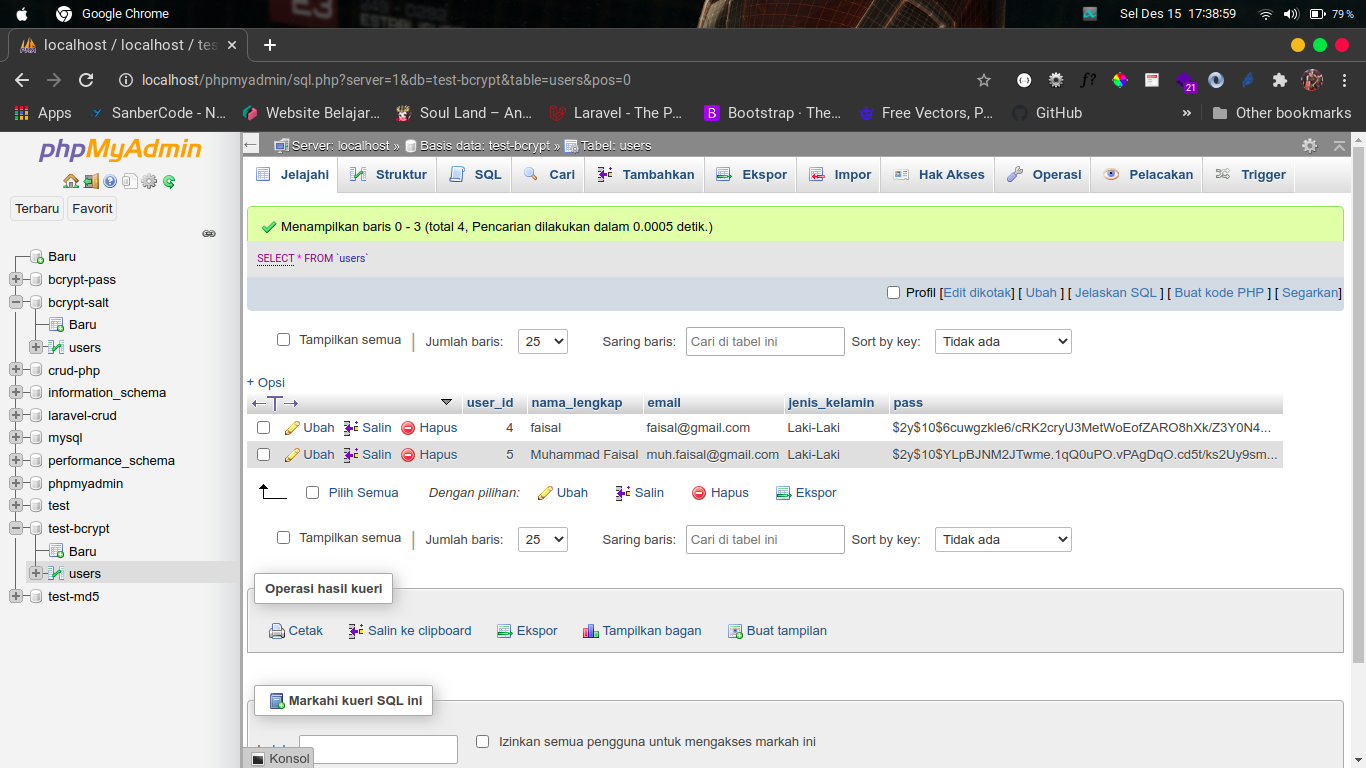 Google Chrome
Sel Des 15 17:38:59
79%
localhost / localhost / tes
localhost/phpmyadmin/sql.php?server=1&db=test-bcrypt&table=users&pos=0
21
Apps
SanberCode - N...
Website Belajar...
Soul Land – An...
Laravel - The P...
Bootstrap · The...
Free Vectors, P...
GitHub
»
Other bookmarks
phpMyAdmin
Terbaru
Favorit
Baru
bcrypt-pass
bcrypt-salt
Baru
users
crud-php
information_schema
laravel-crud
mysql
performance_schema
phpmyadmin
test
test-bcrypt
Baru
users
test-md5
Server: localhost » Basis data: test-bcrypt » Tabel: users
Jelajahi
Struktur
SQL
Cari
Tambahkan
Ekspor
Impor
Hak Akses
Operasi
Pelacakan
Trigger
Menampilkan baris 0 - 3 (total 4, Pencarian dilakukan dalam 0.0005 detik.)
SELECT * FROM `users`
Profil [Edit dikotak] [ Ubah ] [ Jelaskan SQL ] [ Buat kode PHP ] [ Segarkan]
Tampilkan semua | Jumlah baris: 25 Saring baris: Cari di tabel ini Sort by key: Tidak ada
+ Opsi
user_id nama_lengkap email jenis_kelamin pass
Ubah Salin Hapus 4 faisal faisal@gmail.com Laki-Laki $2y$10$6cuwgzkle6/cRK2cryU3MetWoEofZARO8hXk/Z3Y0N4...
Ubah Salin Hapus 5 Muhammad Faisal muh.faisal@gmail.com Laki-Laki $2y$10$YLpBJNM2JTwme.1qQ0uPO.vPAgDqO.cd5t/ks2Uy9sm...
Pilih Semua Dengan pilihan: Ubah Salin Hapus Ekspor
Tampilkan semua | Jumlah baris: 25 Saring baris: Cari di tabel ini Sort by key: Tidak ada
Operasi hasil kueri
Cetak Salin ke clipboard Ekspor Tampilkan bagan Buat tampilan
Markahi kueri SQL ini
Izinkan semua pengguna untuk mengakses markah ini
Konsol